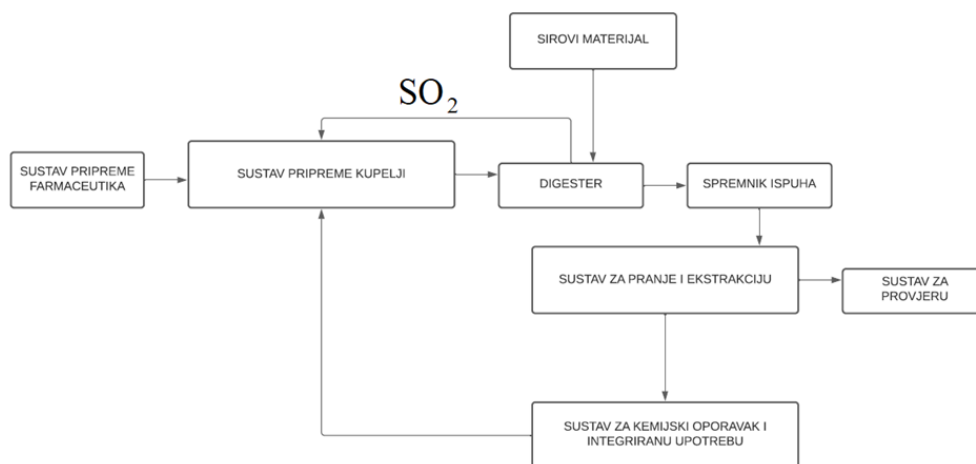 SIROVI MATERIJAL
SO₂
SUSTAV PRIPREME
FARMACEUTIKA
SUSTAV PRIPREME KUPELJI
DIGESTER
SPREMNIK ISPUHA
SUSTAV ZA PRANJE I EKSTRAKCIJU
SUSTAV ZA
PROVJERU
SUSTAV ZA KEMIJSKI OPORAVAK I
INTEGRIRANU UPOTREBU